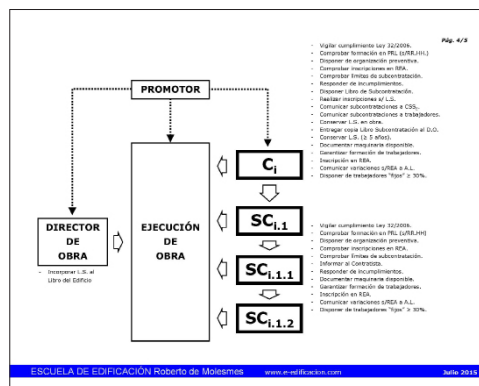 Pág. 4/5
- Vigilar cumplimiento Ley 32/2006.
- Comprobar formación en PRL (s/RR.HH.)
- Disponer de organización preventiva.
- Comprobar inscripciones en REA.
- Comprobar límites de subcontratación.
- Responder de incumplimientos.
- Disponer Libro de Subcontratación.
- Realizar inscripciones s/ L.S.
- Comunicar subcontrataciones a CSSi.
- Comunicar subcontrataciones a trabajadores.
- Conservar L.S. en obra.
- Entregar copia Libro Subcontratación al D.O.
- Conservar L.S. (≥ 5 años).
- Documentar maquinaria disponible.
- Garantizar formación de trabajadores.
- Inscripción en REA.
- Comunicar variaciones s/REA a A.L.
- Disponer de trabajadores "fijos" ≥ 30%.
PROMOTOR
Ci
SCi.1
SCi.1.1
SCi.1.2
DIRECTOR
DE
OBRA
- Incorporar L.S. al
Libro del Edificio
EJECUCIÓN
DE
OBRA
- Vigilar cumplimiento Ley 32/2006.
- Comprobar formación en PRL (s/RR.HH)
- Disponer de organización preventiva.
- Comprobar inscripciones en REA.
- Comprobar límites de subcontratación.
- Informar al Contratista.
- Responder de incumplimientos.
- Documentar maquinaria disponible.
- Garantizar formación de trabajadores.
- Inscripción en REA.
- Comunicar variaciones s/REA a A.L.
- Disponer de trabajadores "fijos" ≥ 30%.
ESCUELA DE EDIFICACIÓN Roberto de Molesmes
www.e-edificacion.com
Julio 2015